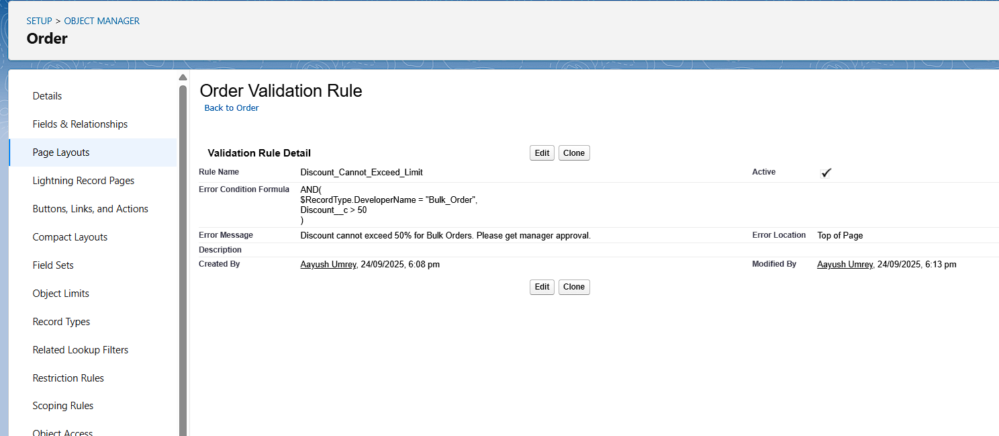 SETUP > OBJECT MANAGER
Order
Details
Fields & Relationships
Page Layouts
Lightning Record Pages
Buttons, Links, and Actions
Compact Layouts
Field Sets
Object Limits
Record Types
Related Lookup Filters
Restriction Rules
Scoping Rules
Object Access
Order Validation Rule
Back to Order
Validation Rule Detail Edit Clone
Rule Name Discount_Cannot_Exceed_Limit Active ✓
Error Condition Formula AND(
$RecordType.DeveloperName = "Bulk_Order",
Discount__c > 50
)
Error Message Discount cannot exceed 50% for Bulk Orders. Please get manager approval. Error Location Top of Page
Description
Created By Aayush Umrey, 24/09/2025, 6:08 pm Modified By Aayush Umrey, 24/09/2025, 6:13 pm
Edit Clone